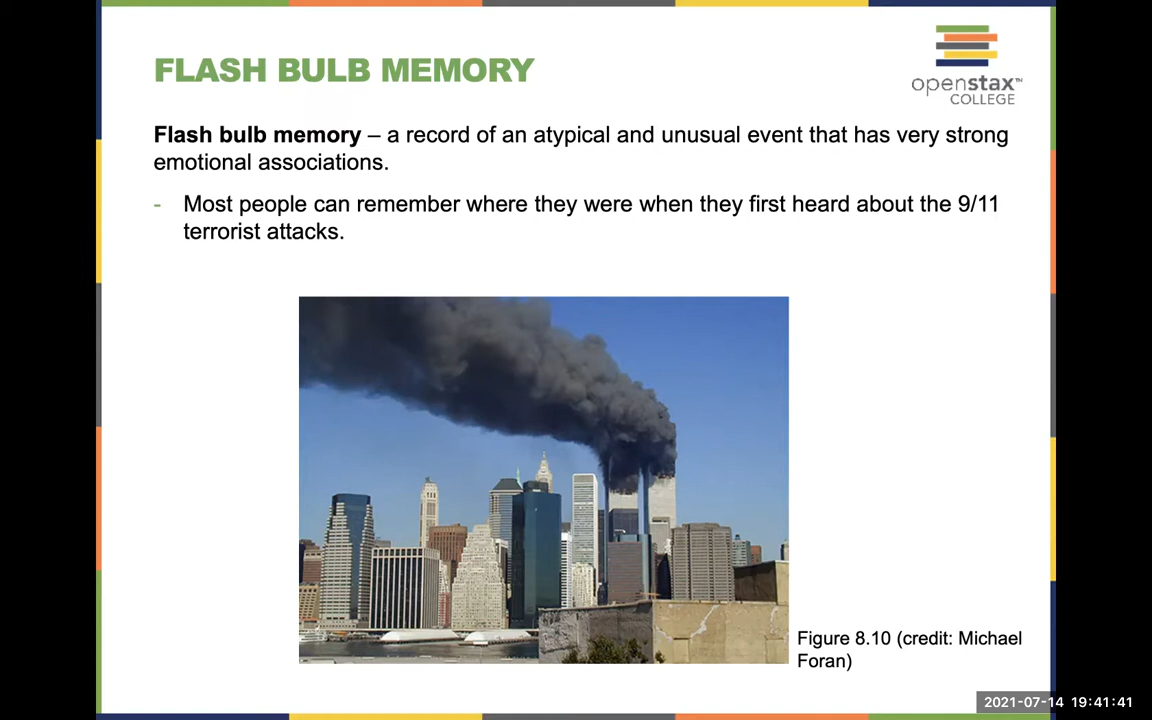 FLASH BULB MEMORY
openstax™
COLLEGE
Flash bulb memory – a record of an atypical and unusual event that has very strong
emotional associations.
- Most people can remember where they were when they first heard about the 9/11
terrorist attacks.
Figure 8.10 (credit: Michael
Foran)
2021-07-14 19:41:41